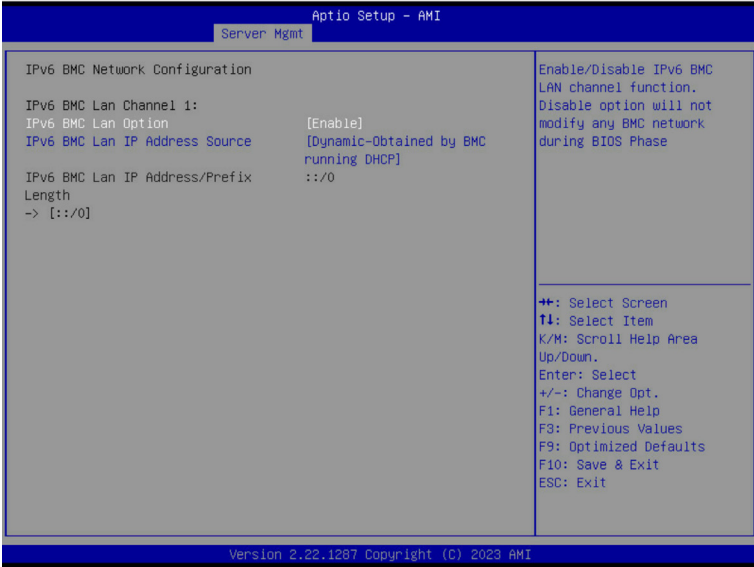 Aptio Setup - AMI
Server Mgmt
IPv6 BMC Network Configuration
IPv6 BMC Lan Channel 1:
IPv6 BMC Lan Option [Enable]
IPv6 BMC Lan IP Address Source [Dynamic-Obtained by BMC
running DHCP]
IPv6 BMC Lan IP Address/Prefix ::/0
Length
-> [::/0]
Enable/Disable IPv6 BMC
LAN channel function.
Disable option will not
modify any BMC network
during BIOS Phase
→←: Select Screen
↑↓: Select Item
K/M: Scroll Help Area
Up/Down.
Enter: Select
+/-: Change Opt.
F1: General Help
F3: Previous Values
F9: Optimized Defaults
F10: Save & Exit
ESC: Exit
Version 2.22.1287 Copyright (C) 2023 AMI